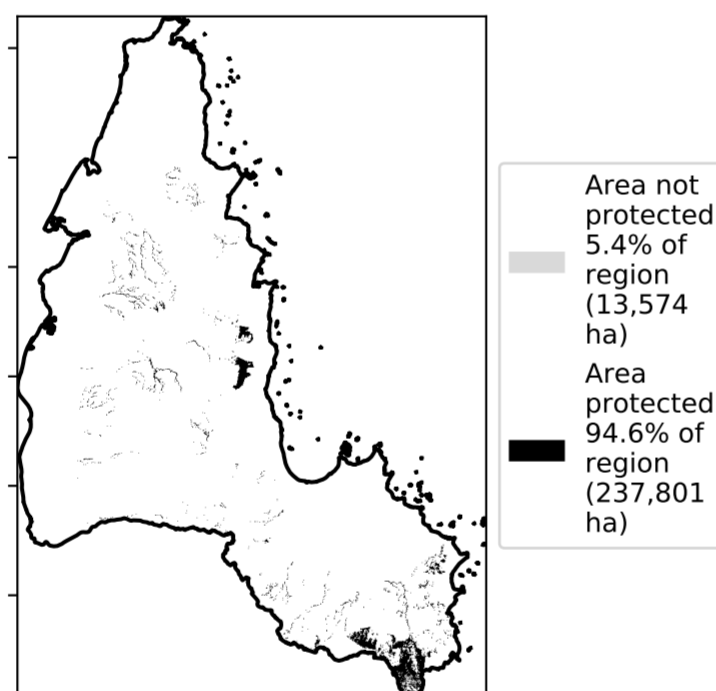 Area not
protected
5.4% of
region
(13,574
ha)
Area
protected
94.6% of
region
(237,801
ha)